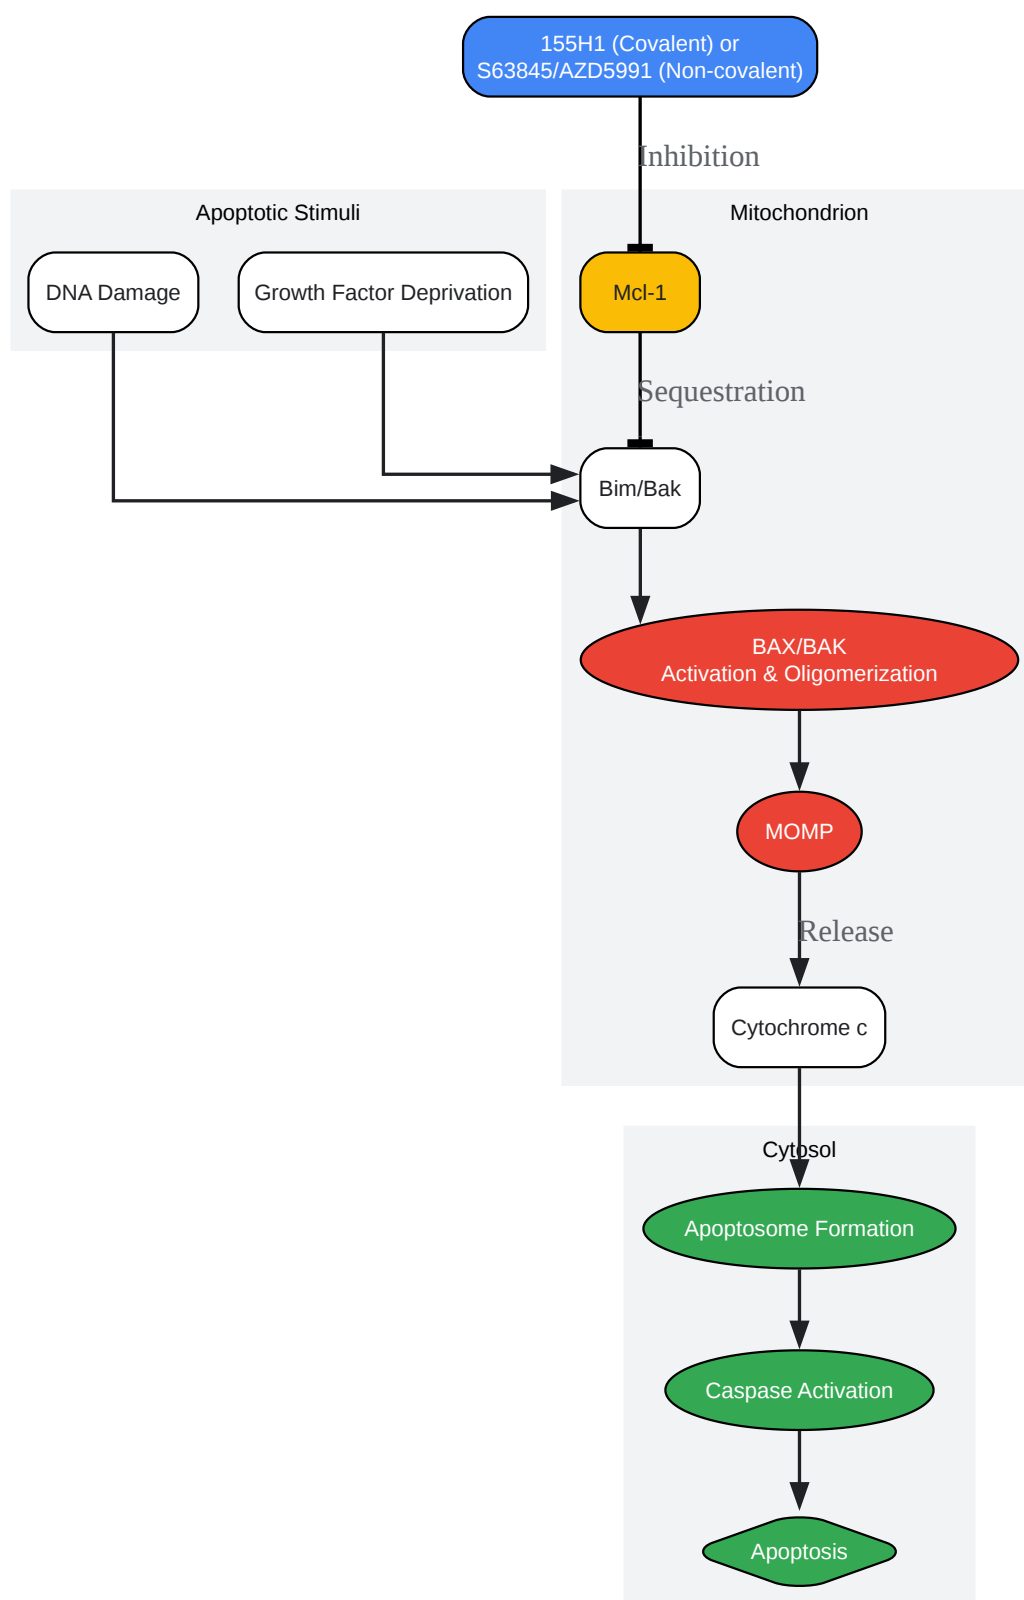 155H1 (Covalent) or
S63845/AZD5991 (Non-covalent)
Inhibition
Apoptotic Stimuli
Mitochondrion
DNA Damage
Growth Factor Deprivation
Mcl-1
Sequestration
Bim/Bak
BAX/BAK
Activation & Oligomerization
MOMP
Release
Cytochrome c
Cytosol
Apoptosome Formation
Caspase Activation
Apoptosis